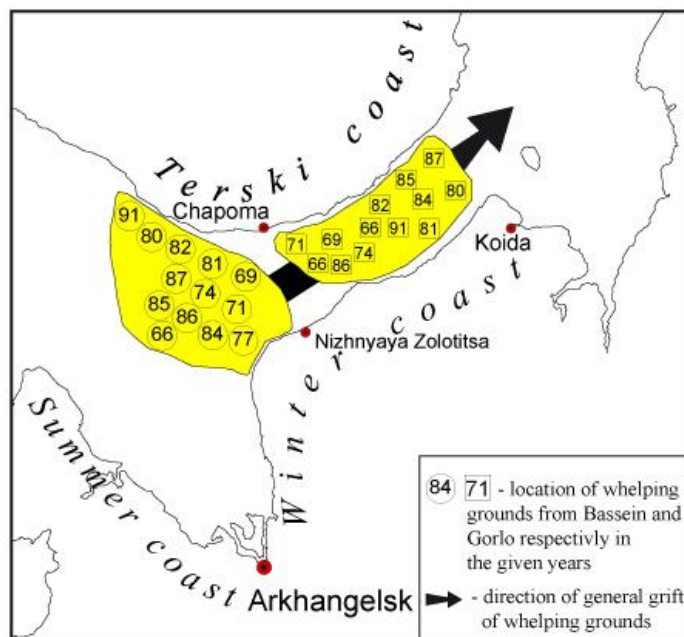 Terski coast
Chapoma
91
80
82
81
69
87
74
71
85
86
66
84
77
87
85
80
82
84
66
91
81
71
69
74
66
86
Koida
Nizhnyaya Zolotitsa
Winter coast
Summer coast
Arkhangelsk
84 71 - location of whelping
grounds from Bassein and
Gorlo respectivly in
the given years
- direction of general grift
of whelping grounds